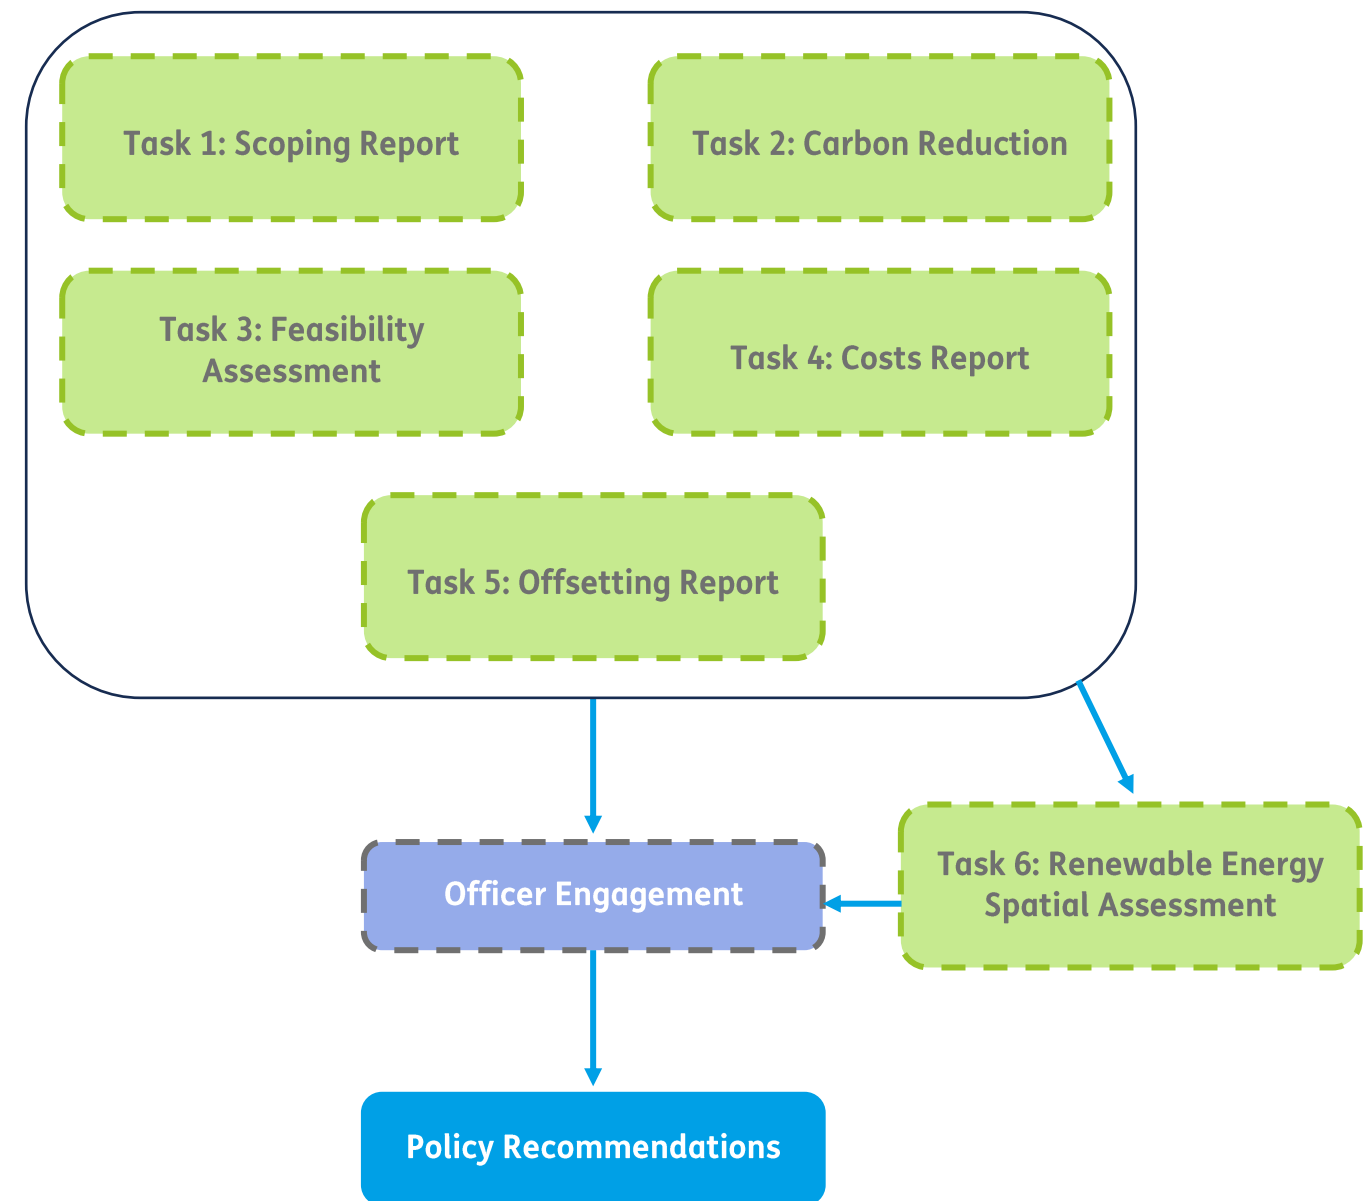 Task 1: Scoping Report
Task 2: Carbon Reduction
Task 3: Feasibility
Assessment
Task 4: Costs Report
Task 5: Offsetting Report
Officer Engagement
Task 6: Renewable Energy
Spatial Assessment
Policy Recommendations